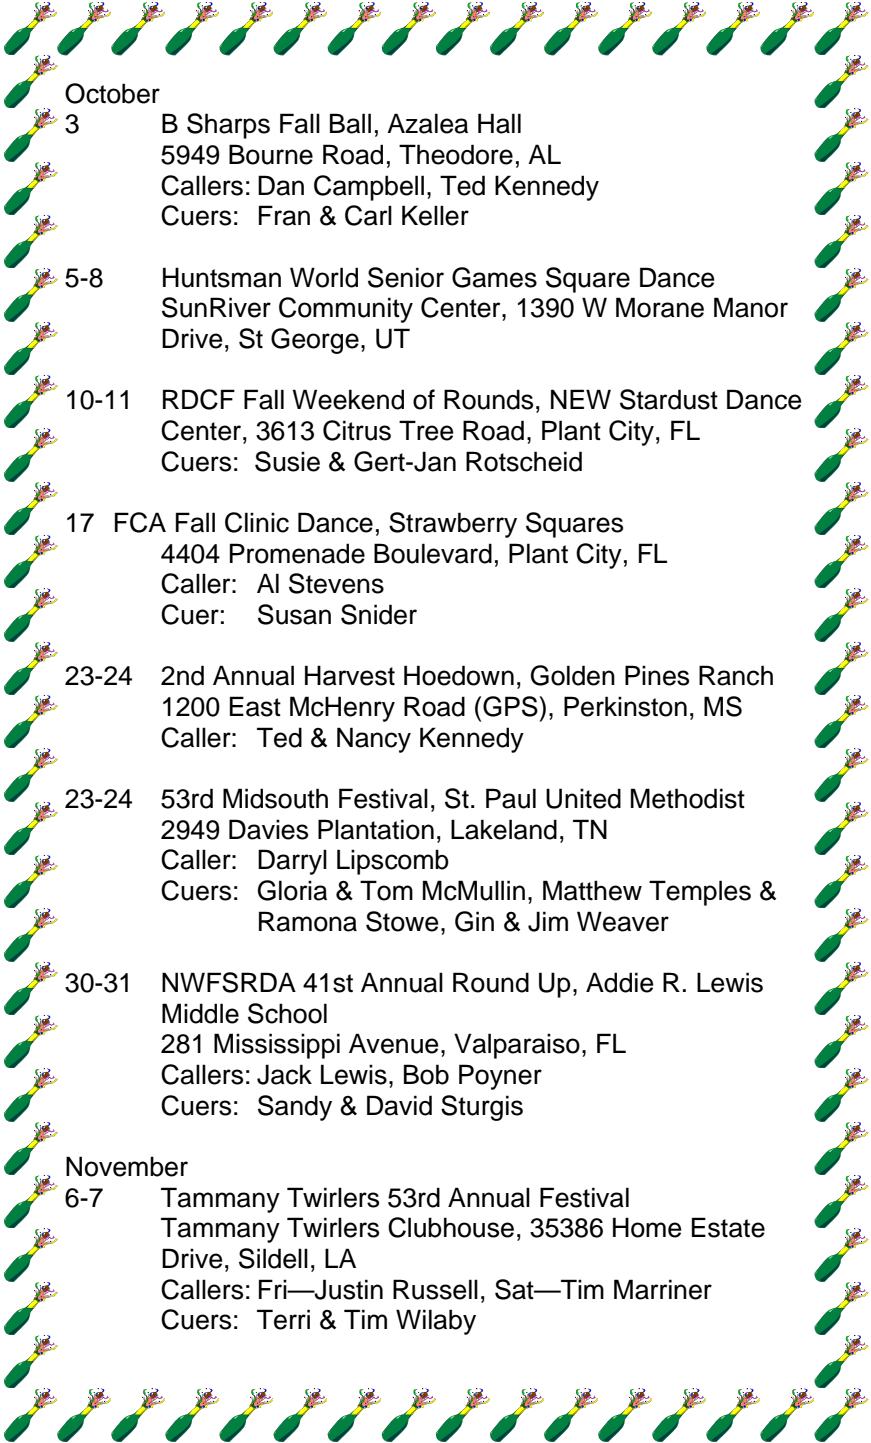 October
3 B Sharps Fall Ball, Azalea Hall
5949 Bourne Road, Theodore, AL
Callers: Dan Campbell, Ted Kennedy
Cuers: Fran & Carl Keller
5-8 Huntsman World Senior Games Square Dance
SunRiver Community Center, 1390 W Morane Manor
Drive, St George, UT
10-11 RDCF Fall Weekend of Rounds, NEW Stardust Dance
Center, 3613 Citrus Tree Road, Plant City, FL
Cuers: Susie & Gert-Jan Rotscheid
17 FCA Fall Clinic Dance, Strawberry Squares
4404 Promenade Boulevard, Plant City, FL
Caller: Al Stevens
Cuer: Susan Snider
23-24 2nd Annual Harvest Hoedown, Golden Pines Ranch
1200 East McHenry Road (GPS), Perkinston, MS
Caller: Ted & Nancy Kennedy
23-24 53rd Midsouth Festival, St. Paul United Methodist
2949 Davies Plantation, Lakeland, TN
Caller: Darryl Lipscomb
Cuers: Gloria & Tom McMullin, Matthew Temples &
Ramona Stowe, Gin & Jim Weaver
30-31 NWFSRDA 41st Annual Round Up, Addie R. Lewis
Middle School
281 Mississippi Avenue, Valparaiso, FL
Callers: Jack Lewis, Bob Poyner
Cuers: Sandy & David Sturgis
November
6-7 Tammany Twirlers 53rd Annual Festival
Tammany Twirlers Clubhouse, 35386 Home Estate
Drive, Sildell, LA
Callers: Fri—Justin Russell, Sat—Tim Marriner
Cuers: Terri & Tim Wilaby